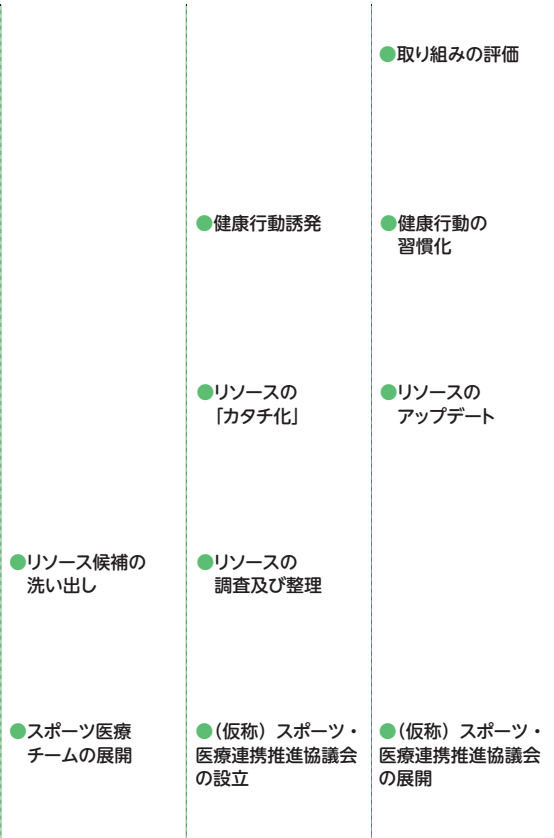 ●取り組みの評価
●健康行動誘発
●健康行動の
習慣化
●リソースの
「カタチ化」
●リソースの
アップデート
●リソース候補の
洗い出し
●リソースの
調査及び整理
●スポーツ医療
チームの展開
●（仮称）スポーツ・
医療連携推進協議会
の設立
●（仮称）スポーツ・
医療連携推進協議会
の展開